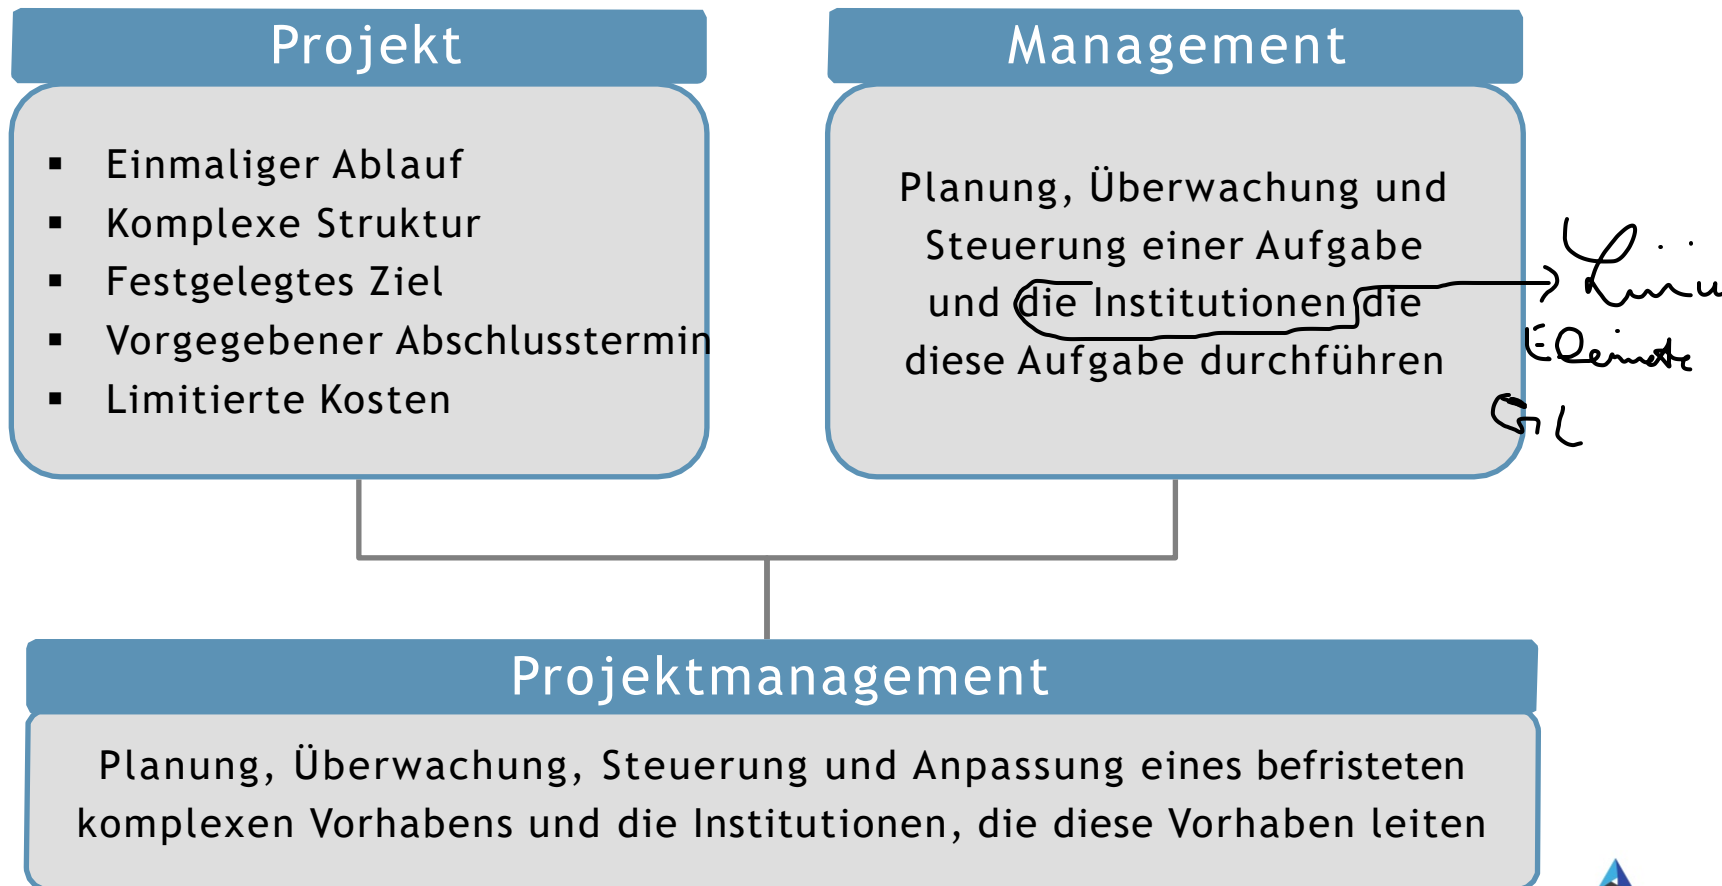 Projekt
▪ Einmaliger Ablauf
▪ Komplexe Struktur
▪ Festgelegtes Ziel
▪ Vorgegebener Abschlusstermin
▪ Limitierte Kosten
Management
Planung, Überwachung und
Steuerung einer Aufgabe
und die Institutionen die
diese Aufgabe durchführen
GL
Projektmanagement
Planung, Überwachung, Steuerung und Anpassung eines befristeten
komplexen Vorhabens und die Institutionen, die diese Vorhaben leiten